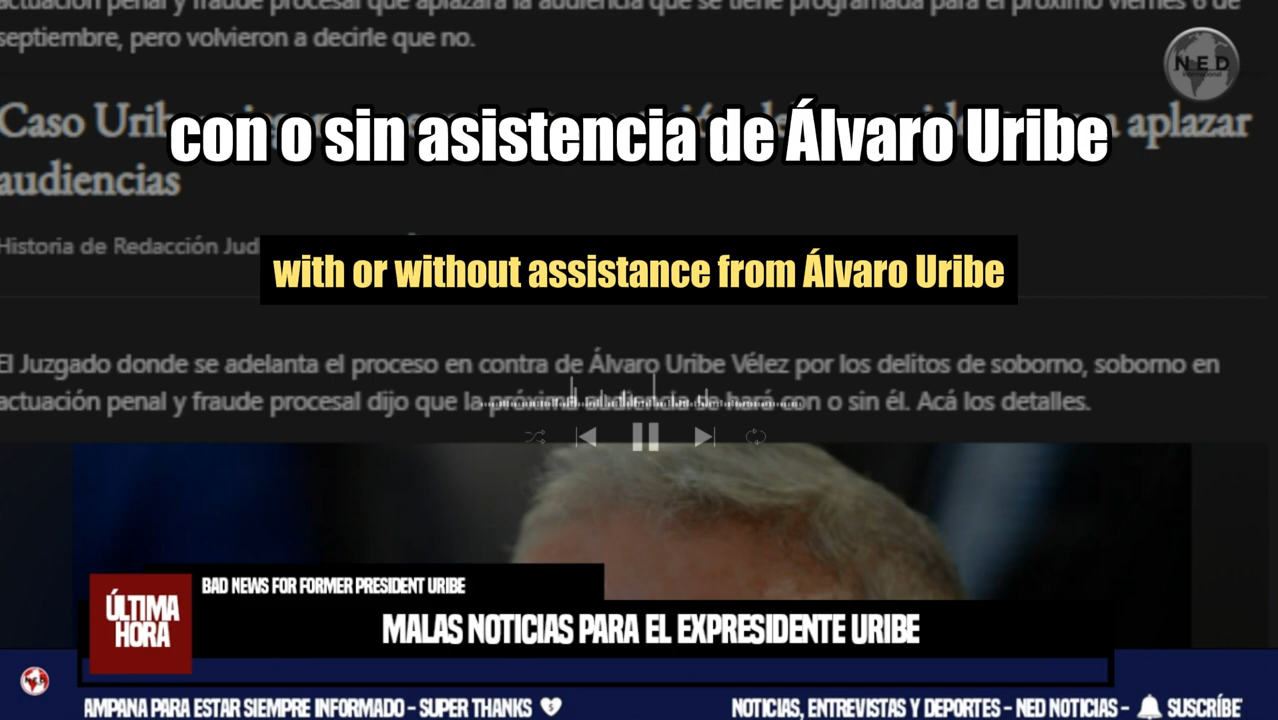 actuación penal y fraude procesal que aplazara la audiencia que se tiene programada para el próximo viernes 6 de
septiembre, pero volvieron a decirle que no.
NED
International
Caso Urib
a aplazar
con o sin asistencia de Álvaro Uribe
audiencias
Historia de Redacción Jud
with or without assistance from Álvaro Uribe
El Juzgado donde se adelanta el proceso en contra de Álvaro Uribe Vélez por los delitos de soborno, soborno en
actuación penal y fraude procesal dijo que la próxima audiencia se hará con o sin él. Acá los detalles.
BAD NEWS FOR FORMER PRESIDENT URIBE
ÚLTIMA
HORA
MALAS NOTICIAS PARA EL EXPRESIDENTE URIBE
AMPANA PARA ESTAR SIEMPRE INFORMADO - SUPER THANKS
NOTICIAS, ENTREVISTAS Y DEPORTES - NED NOTICIAS - SUSCRÍBE